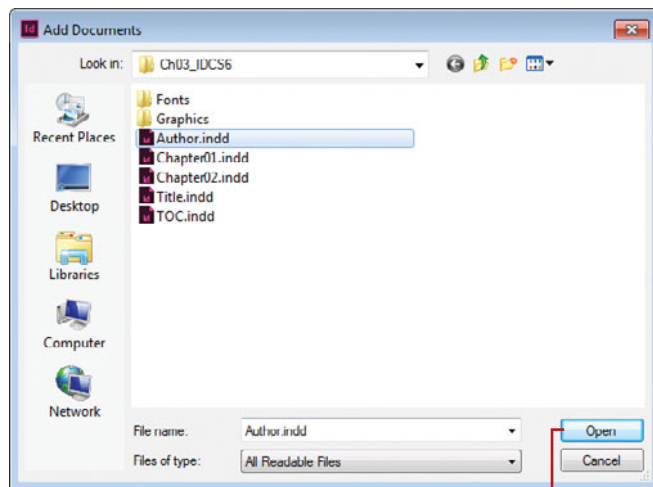 Id Add Documents
Look in: Ch03_IDCS6
Recent Places
Desktop
Libraries
Computer
Network
Fonts
Graphics
Author.indd
Chapter01.indd
Chapter02.indd
Title.indd
TOC.indd
File name: Author.indd Open
Files of type: All Readable Files Cancel